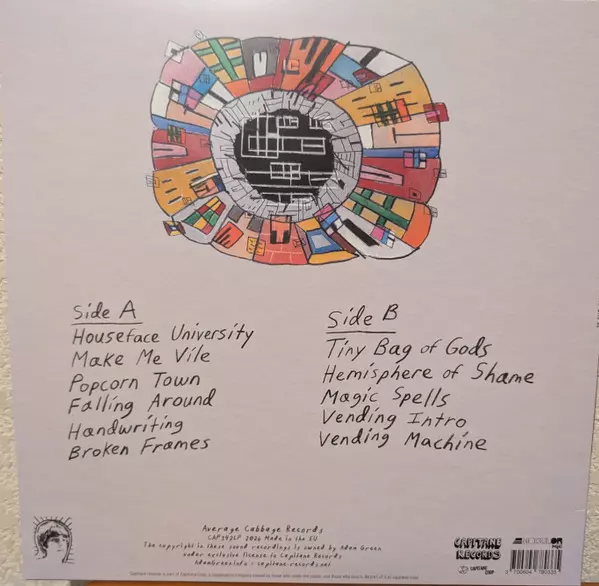 Side A
Houseface University
Make Me Vile
Popcorn Town
Falling Around
Handwriting
Broken Frames
Side B
Tiny Bag of Gods
Hemisphere of Shame
Magic Spells
Vending Intro
Vending Machine
Average Cabbage Records
Made in the EU.
The copyright in these sound recordings is owned by Adam Green
under exclusive license to Capitane Records
CAPITANE
RECORDS